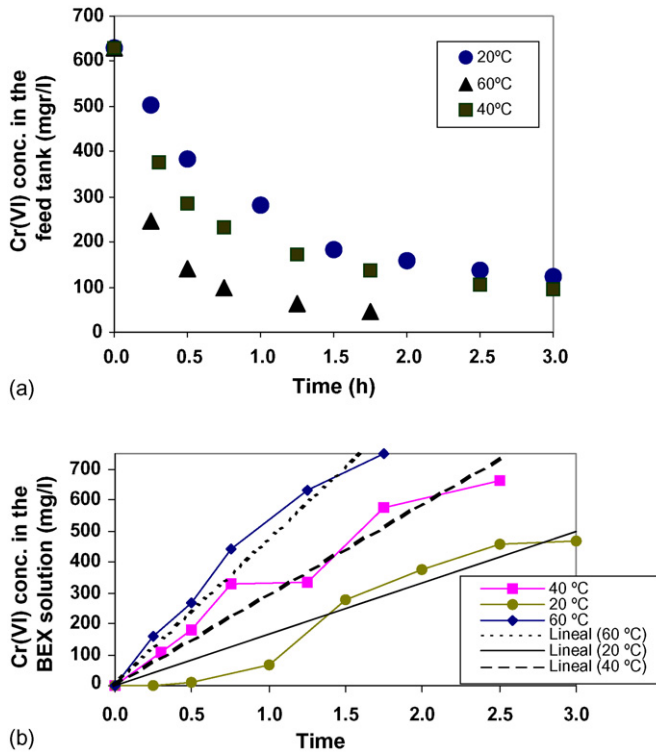 700
600
500
400
300
200
100
0
Cr(VI) conc. in the
feed tank (mgr/l)
20ºC
60ºC
40ºC
0.0 0.5 1.0 1.5 2.0 2.5 3.0
Time (h)
(a)
700
600
500
400
300
200
100
0
Cr(VI) conc. in the
BEX solution (mg/l)
40 ºC
20 ºC
60 ºC
Lineal (60 ºC)
Lineal (20 ºC)
Lineal (40 ºC)
0.0 0.5 1.0 1.5 2.0 2.5 3.0
Time
(b)